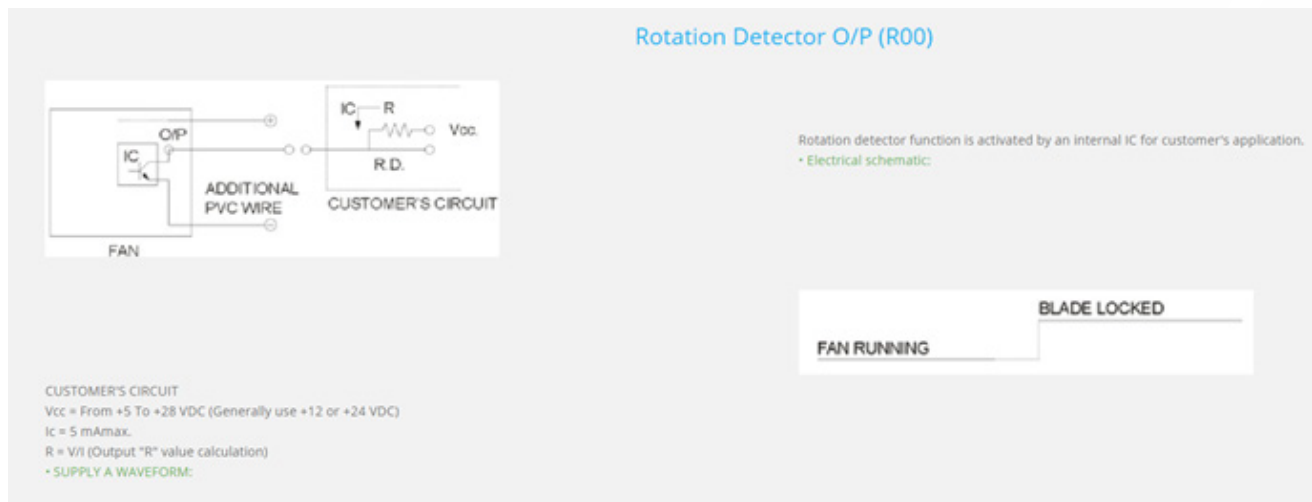 Rotation Detector O/P (R00)
IC R
Vcc.
O/P
IC
R.D.
ADDITIONAL
PVC WIRE
CUSTOMER'S CIRCUIT
FAN
Rotation detector function is activated by an internal IC for customer's application.
• Electrical schematic:
BLADE LOCKED
FAN RUNNING
CUSTOMER'S CIRCUIT
Vcc = From +5 To +28 VDC (Generally use +12 or +24 VDC)
Ic = 5 mAmax.
R = V/I (Output "R" value calculation)
• SUPPLY A WAVEFORM: